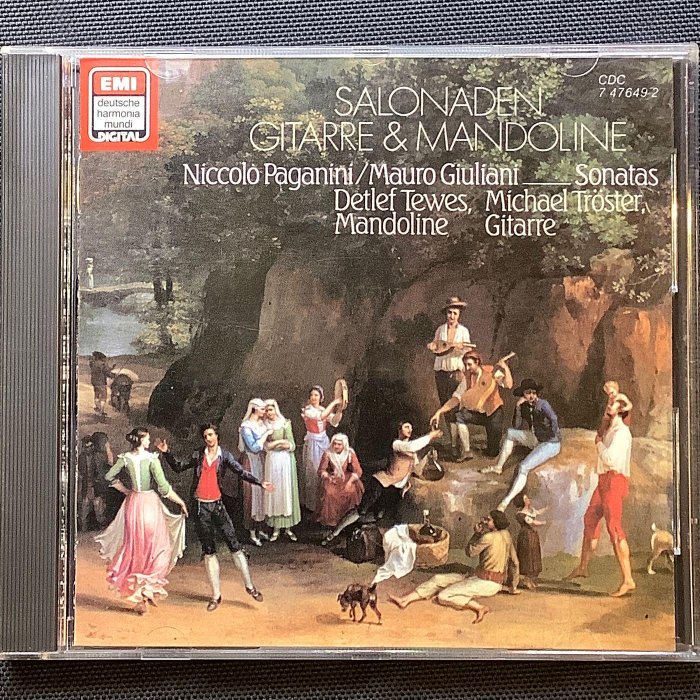 EMI
deutsche
harmonia
mundi
DIGITAL
CDC
7 47649 2
SALONADEN
GITARRE & MANDOLINE
Niccolò Paganini/Mauro Giuliani ___ Sonatas
Detlef Tewes, Michael Tröster,
Mandoline Gitarre